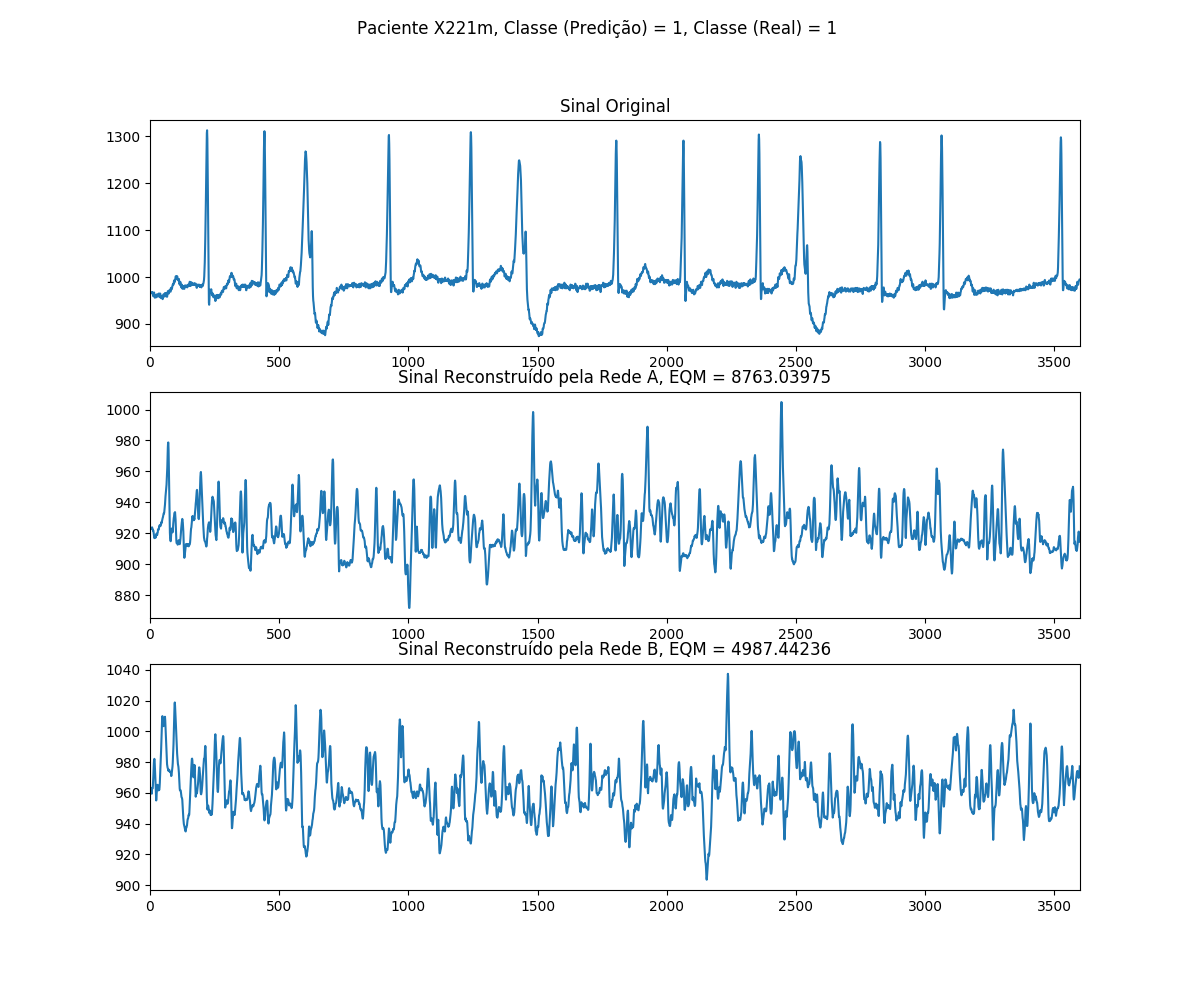 Paciente X221m, Classe (Predição) = 1, Classe (Real) = 1
Sinal Original
1300
1200
1100
1000
900
0 500 1000 1500 2000 2500 3000 3500
Sinal Reconstruído pela Rede A, EQM = 8763.03975
1000
980
960
940
920
900
880
0 500 1000 1500 2000 2500 3000 3500
Sinal Reconstruído pela Rede B, EQM = 4987.44236
1040
1020
1000
980
960
940
920
900
0 500 1000 1500 2000 2500 3000 3500